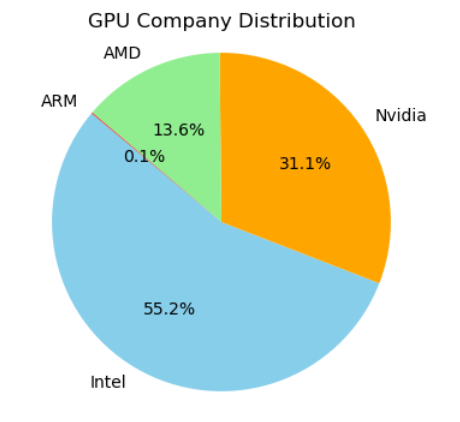 GPU Company Distribution
AMD
ARM
Nvidia
13.6%
0.1%
31.1%
55.2%
Intel